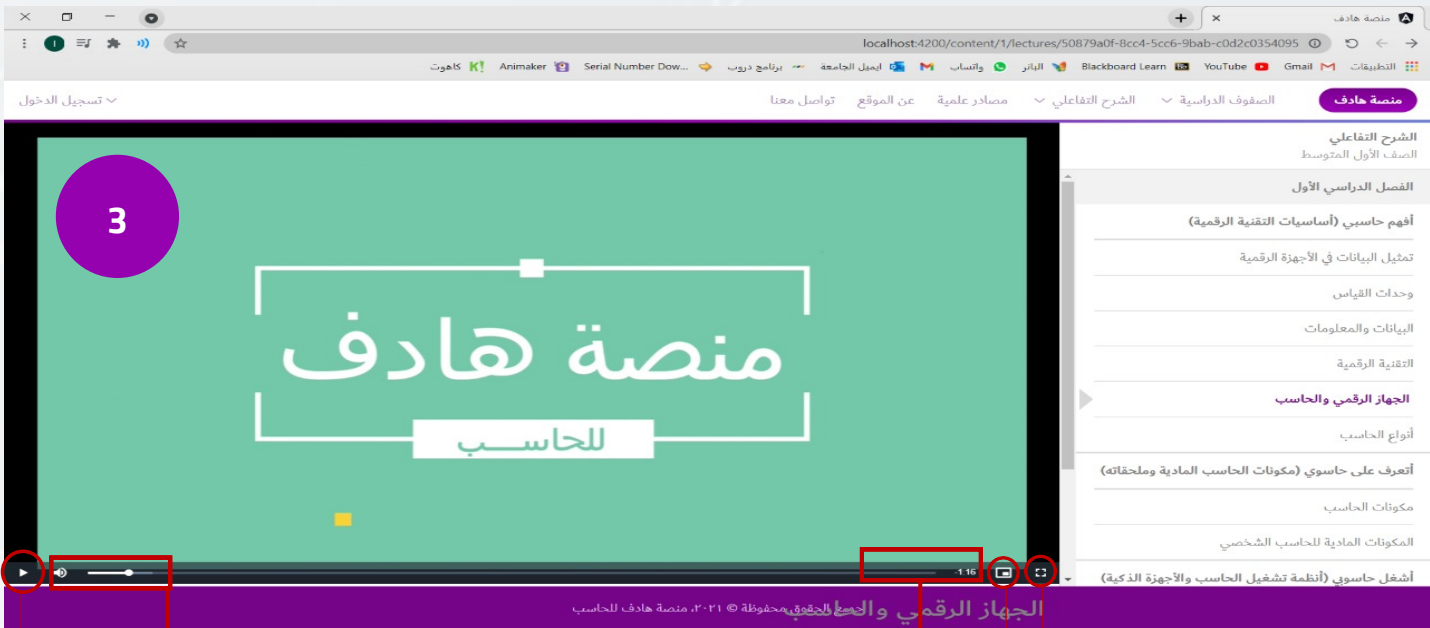 منصة هادف
localhost:4200/content/1/lectures/50879a0f-8cc4-5cc6-9bab-c0d2c0354095
التطبيقات Gmail YouTube Blackboard Learn البانر واتساب ايميل الجامعة برنامج دروب Serial Number Dow... Animaker كاهوت
منصة هادف الصفوف الدراسية الشرح التفاعلي مصادر علمية عن الموقع تواصل معنا تسجيل الدخول
الشرح التفاعلي
الصف الأول المتوسط
الفصل الدراسي الأول
أفهم حاسبي (أساسيات التقنية الرقمية)
تمثيل البيانات في الأجهزة الرقمية
وحدات القياس
البيانات والمعلومات
التقنية الرقمية
الجهاز الرقمي والحاسب
أنواع الحاسب
أتعرف على حاسوبي (مكونات الحاسب المادية وملحقاته)
مكونات الحاسب
المكونات المادية للحاسب الشخصي
أشغل حاسوبي (أنظمة تشغيل الحاسب والأجهزة الذكية)
3
منصة هادف
للحاسـب
-1:16
الجهاز الرقمي والحاسب
جميع الحقوق محفوظة © ٢٠٢١، منصة هادف للحاسب